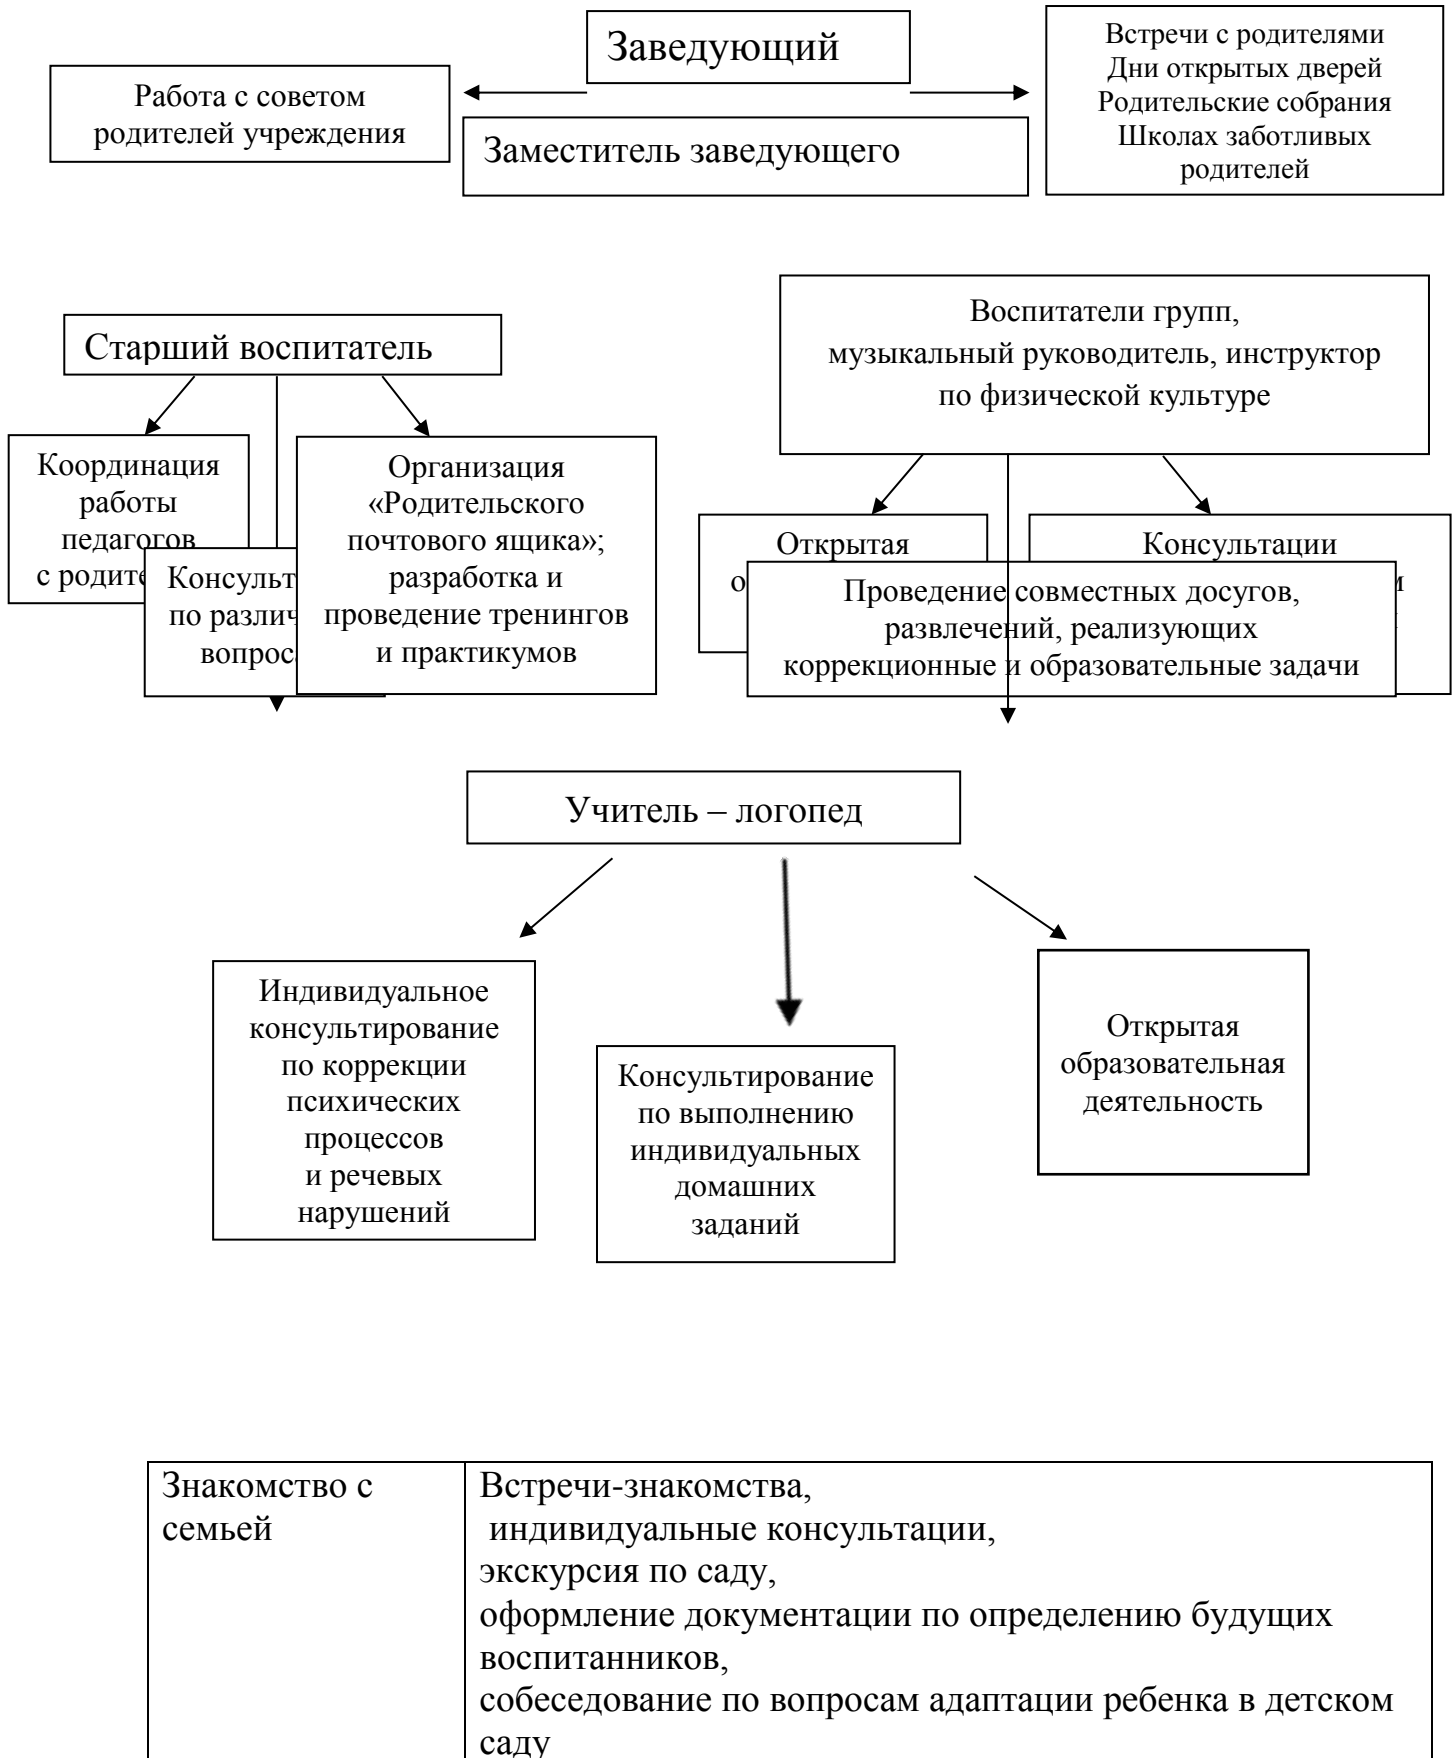 Заведующий
Работа с советом
родителей учреждения
Заместитель заведующего
Встречи с родителями
Дни открытых дверей
Родительские собрания
Школах заботливых
родителей
Старший воспитатель
Координация
работы
педагогов
с
по
Организация
«Родительского
почтового ящика»;
разработка и
проведение тренингов
и практикумов
Воспитатели групп,
музыкальный руководитель, инструктор
по физической культуре
Открытая
Консультации
Проведение совместных досугов,
развлечений, реализующих
коррекционные и образовательные задачи
Учитель – логопед
Индивидуальное
консультирование
по коррекции
психических
процессов
и речевых
нарушений
Консультирование
по выполнению
индивидуальных
домашних
заданий
Открытая
образовательная
деятельность
Знакомство с
семьей
Встречи-знакомства,
индивидуальные консультации,
экскурсия по саду,
оформление документации по определению будущих
воспитанников,
собеседование по вопросам адаптации ребенка в детском
саду